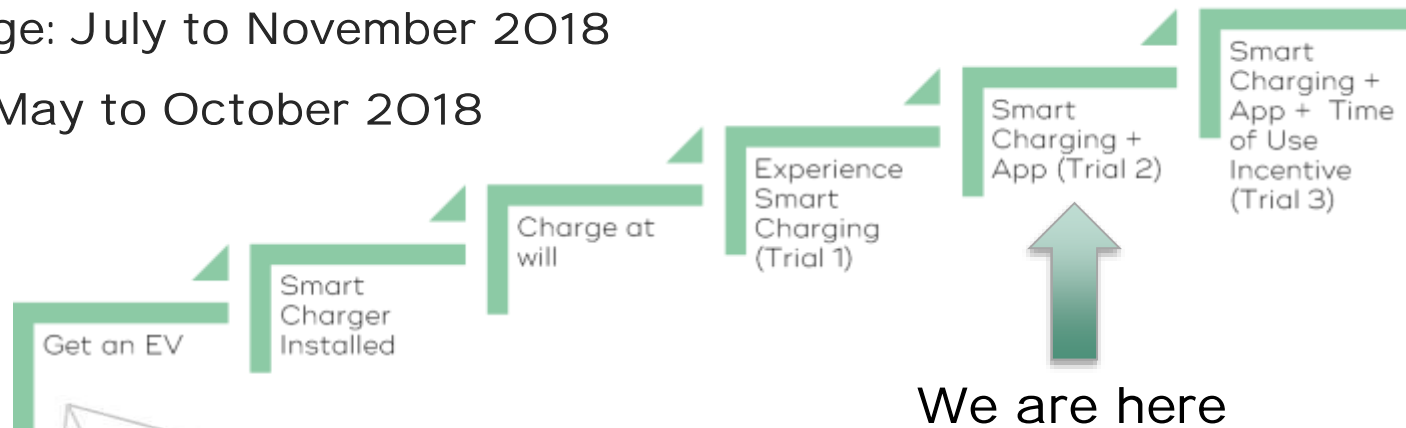 ge: July to November 2018
May to October 2018
Get an EV
Smart
Charger
Installed
Charge at
will
Experience
Smart
Charging
(Trial 1)
Smart
Charging +
App (Trial 2)
Smart
Charging +
App + Time
of Use
Incentive
(Trial 3)
We are here